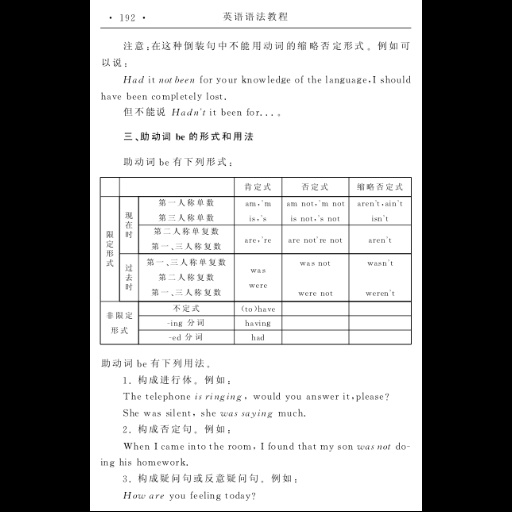 · 192 ·
英语语法教程
注意:在这种倒装句中不能用动词的缩略否定形式。例如可
以说:
Had it not been for your knowledge of the language,I should
have been completely lost.
但不能说 Hadn't it been for....。
三、助动词 be 的形式和用法
助动词 be 有下列形式:
肯定式 否定式 缩略否定式
限定形式
现在时
第一人称单数 am,'m am not,'m not aren't,ain't
第三人称单数 is,'s is not,'s not isn't
第二人称单数
第一、三人称复数
are,'re are not're not aren't
过去时
第一、三人称单复数
第二人称复数
第一、三人称复数
was
were
was not wasn't
were not weren't
非限定
形式
不定式 (to)have
-ing 分词 having
-ed 分词 had
助动词 be 有下列用法。
1. 构成进行体。例如:
The telephone is ringing, would you answer it,please?
She was silent, she was saying much.
2. 构成否定句。例如:
When I came into the room, I found that my son was not do-
ing his homework.
3. 构成疑问句或反意疑问句。例如:
How are you feeling today?